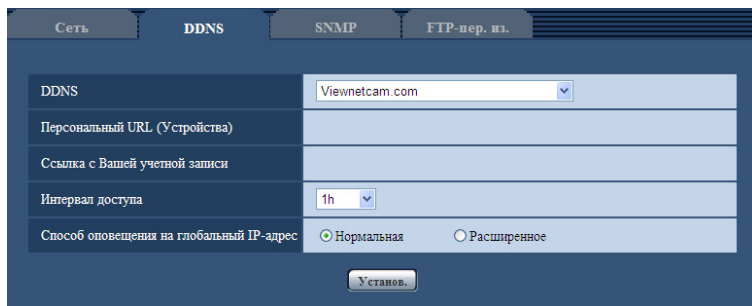 Сеть DDNS SNMP FTP-пер. из.
DDNS Viewnetcam.com
Персональный URL (Устройства)
Ссылка с Вашей учетной записи
Интервал доступа 1h
Способ оповещения на глобальный IP-адрес Нормальная Расширенное
Установ.